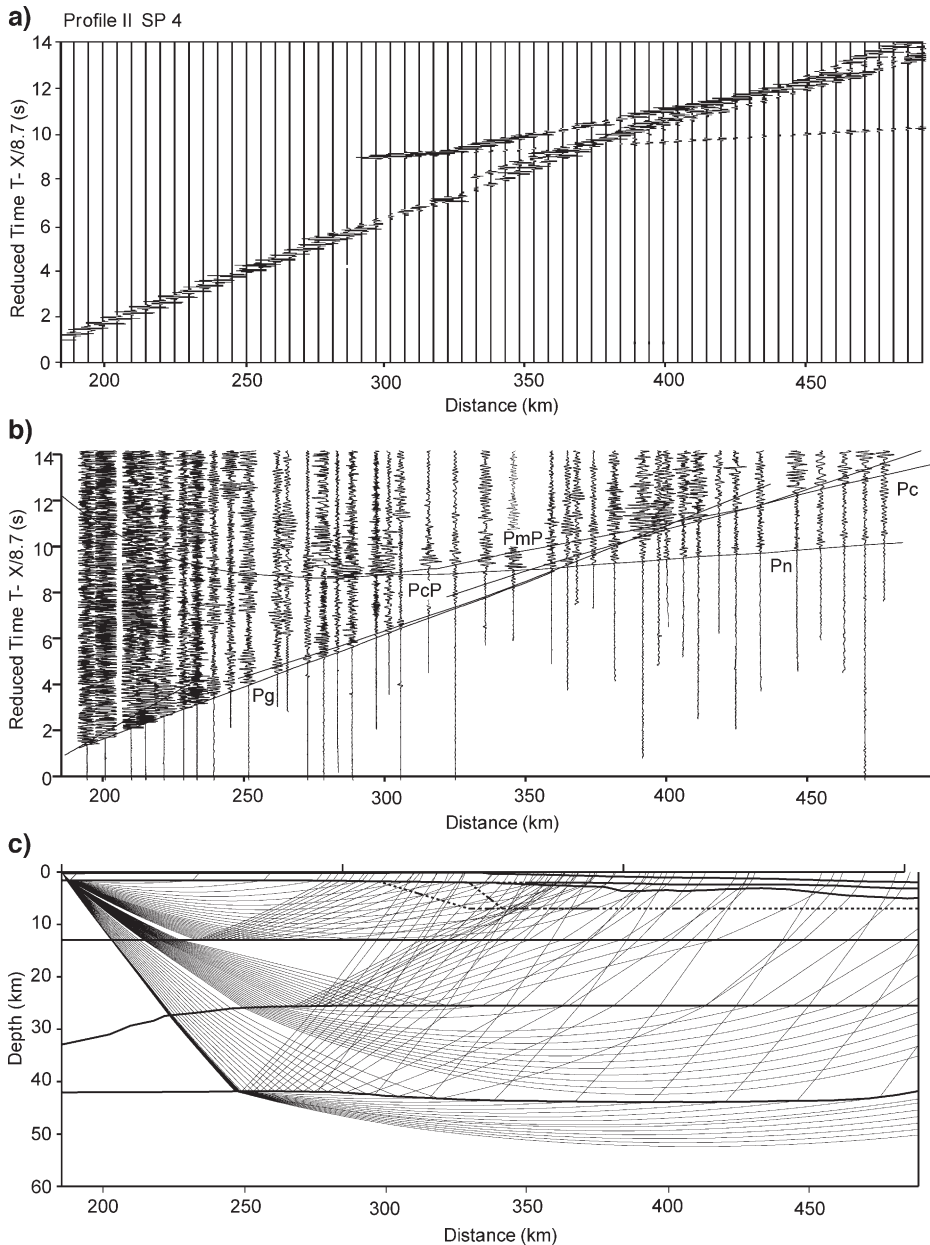 a) Profile II SP 4
14
12
10
8
6
4
2
0
Reduced Time T- X/8.7 (s)
200 250 300 350 400 450
Distance (km)
b)
14
12
10
8
6
4
2
0
Reduced Time T- X/8.7 (s)
Pc
PmP
Pn
PcP
Pg
200 250 300 350 400 450
Distance (km)
c)
0
10
20
30
40
50
60
Depth (km)
200 250 300 350 400 450
Distance (km)